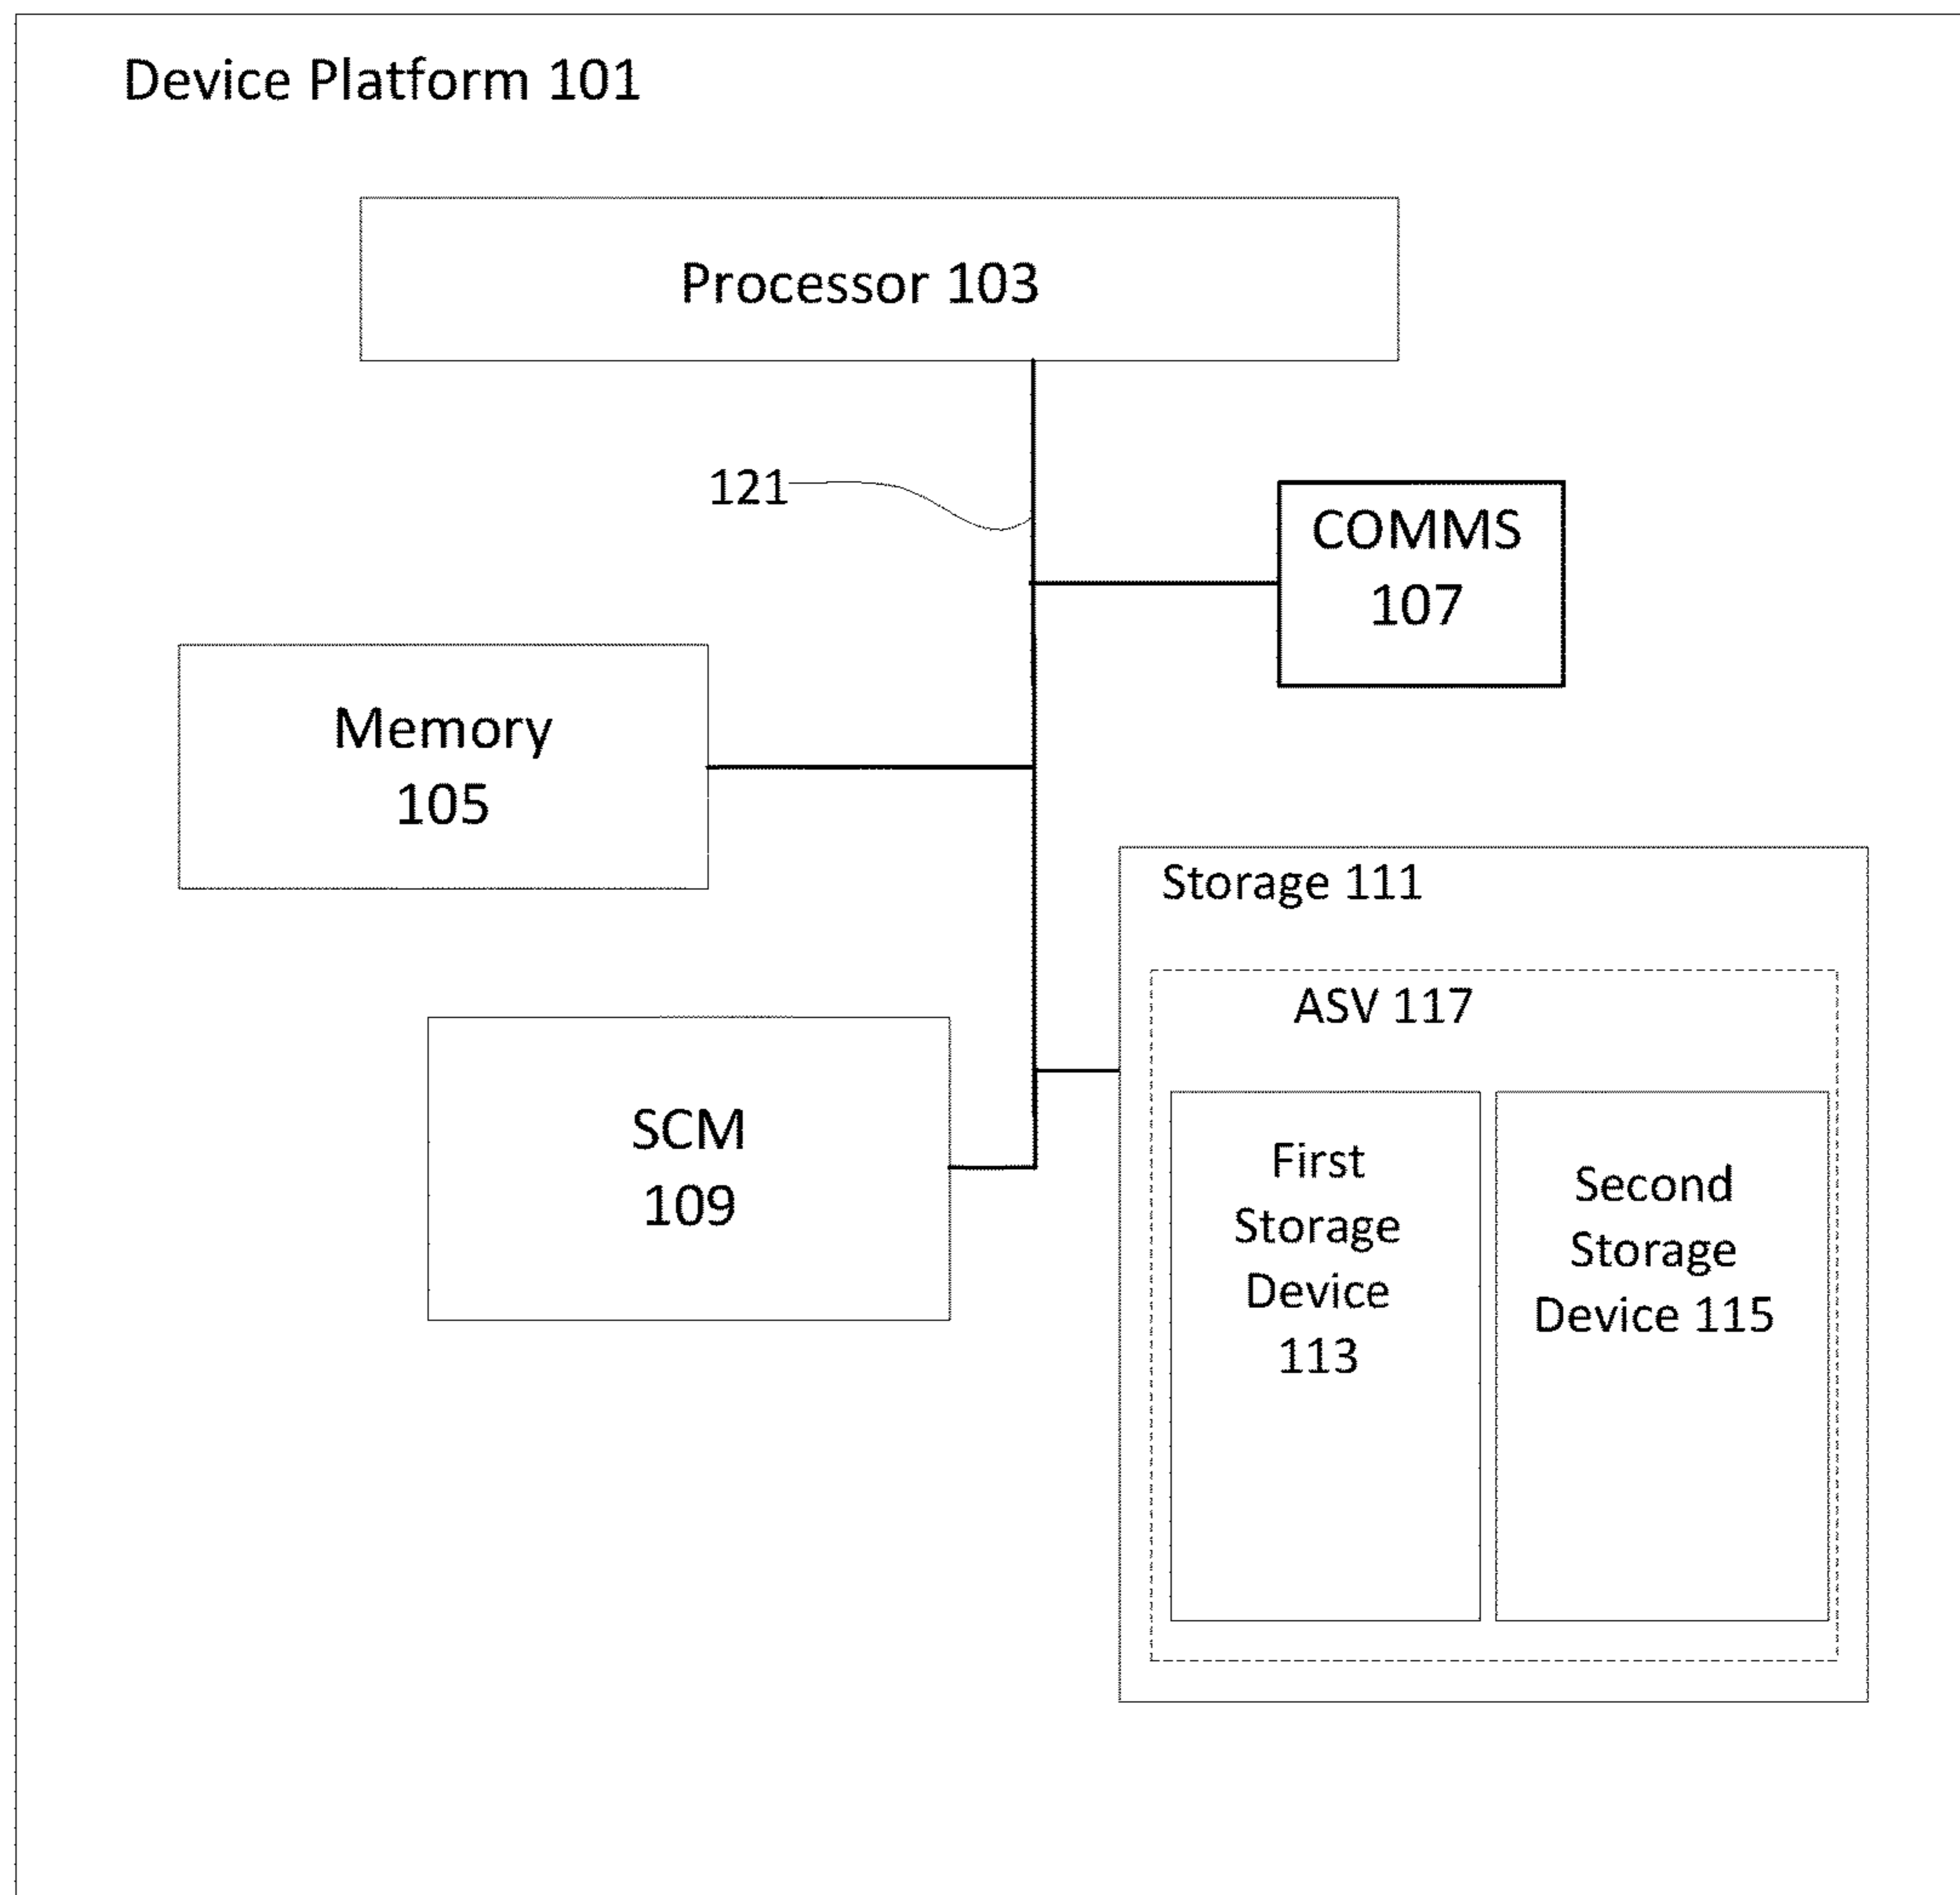 Device Platform 101
Processor 103
121
COMMS
107
Memory
105
Storage 111
ASV 117
SCM
109
First
Storage
Device
113
Second
Storage
Device 115